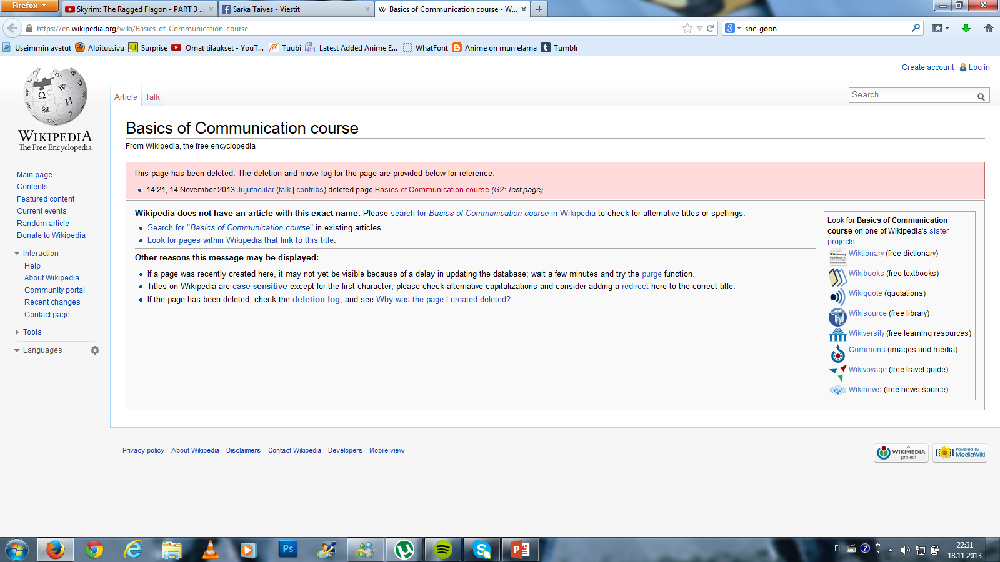 Firefox
Skyrim: The Ragged Flagon - PART 3 ...
Sarka Taivas - Viestit
W Basics of Communication course - W...
https://en.wikipedia.org/wiki/Basics_of_Communication_course
she-goon
Useimmin avatut
Aloitussivu
Surprise
Omat tilaukset - YouT...
Tuubi
Latest Added Anime E...
WhatFont
Anime on mun elämä
Tumblr
Create account
Log in
Article
Talk
Search
WIKIPEDIA
The Free Encyclopedia
Main page
Contents
Featured content
Current events
Random article
Donate to Wikipedia
Interaction
Help
About Wikipedia
Community portal
Recent changes
Contact page
Tools
Languages
Basics of Communication course
From Wikipedia, the free encyclopedia
This page has been deleted. The deletion and move log for the page are provided below for reference.
14:21, 14 November 2013 Jujutacular (talk | contribs) deleted page Basics of Communication course (G2: Test page)
Wikipedia does not have an article with this exact name. Please search for Basics of Communication course in Wikipedia to check for alternative titles or spellings.
Search for "Basics of Communication course" in existing articles.
Look for pages within Wikipedia that link to this title.
Other reasons this message may be displayed:
If a page was recently created here, it may not yet be visible because of a delay in updating the database; wait a few minutes and try the purge function.
Titles on Wikipedia are case sensitive except for the first character; please check alternative capitalizations and consider adding a redirect here to the correct title.
If the page has been deleted, check the deletion log, and see Why was the page I created deleted?.
Look for Basics of Communication
course on one of Wikipedia's sister
projects:
Wiktionary (free dictionary)
Wikibooks (free textbooks)
Wikiquote (quotations)
Wikisource (free library)
Wikiversity (free learning resources)
Commons (images and media)
Wikivoyage (free travel guide)
Wikinews (free news source)
Privacy policy
About Wikipedia
Disclaimers
Contact Wikipedia
Developers
Mobile view
a
WIKIMEDIA
project
Powered By
MediaWiki
Ps
FI
22:31
18.11.2013